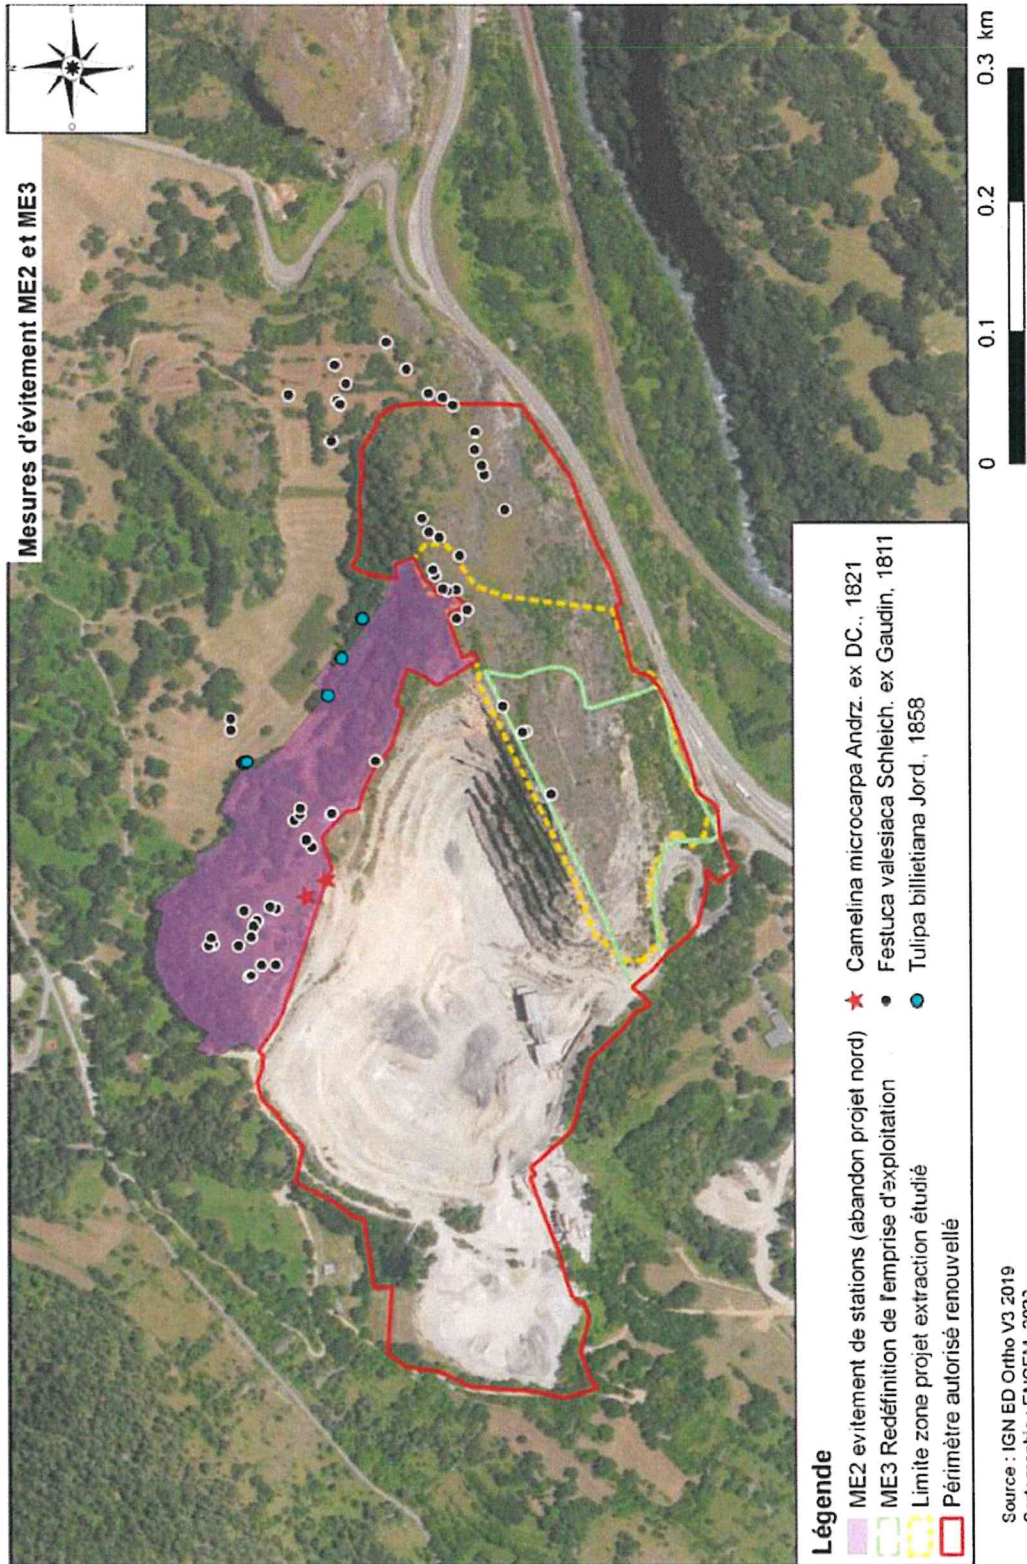 Mesures d'évitement ME2 et ME3
N
E
S
O
Légende
ME2 evitement de stations (abandon projet nord)
ME3 Redéfinition de l'emprise d'exploitation
Limite zone projet extraction étudié
Périmètre autorisé renouvellé
Camelina microcarpa Andrz. ex DC., 1821
Festuca valesiaca Schleich. ex Gaudin, 1811
Tulipa billietiana Jord., 1858
0 0.1 0.2 0.3 km
Source : IGN ED Ortho V3 2019